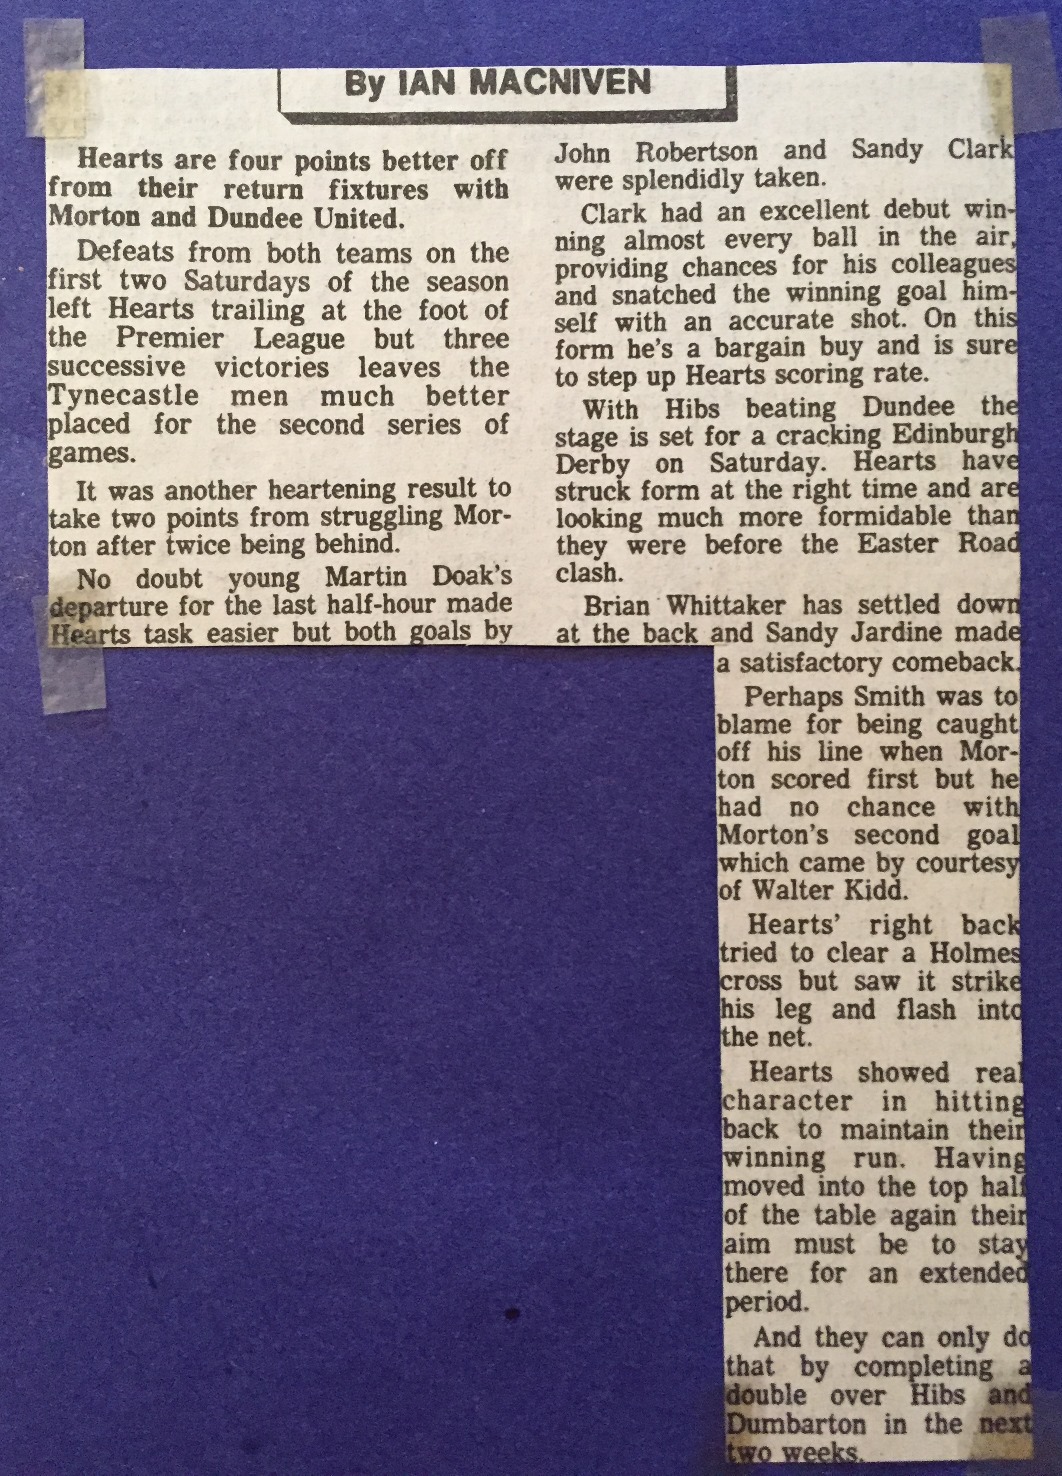 By IAN MACNIVEN
Hearts are four points better off
from their return fixtures with
Morton and Dundee United.
Defeats from both teams on the
first two Saturdays of the season
left Hearts trailing at the foot of
the Premier League but three
successive victories leaves the
Tynecastle men much better
placed for the second series of
games.
It was another heartening result to
take two points from struggling Mor-
ton after twice being behind.
No doubt young Martin Doak's
departure for the last half-hour made
Hearts task easier but both goals by
John Robertson and Sandy Clark
were splendidly taken.
Clark had an excellent debut win-
ning almost every ball in the air,
providing chances for his colleagues
and snatched the winning goal him-
self with an accurate shot. On this
form he's a bargain buy and is sure
to step up Hearts scoring rate.
With Hibs beating Dundee the
stage is set for a cracking Edinburgh
Derby on Saturday. Hearts have
struck form at the right time and are
looking much more formidable than
they were before the Easter Road
clash.
Brian Whittaker has settled down
at the back and Sandy Jardine made
a satisfactory comeback.
Perhaps Smith was to
blame for being caught
off his line when Mor-
ton scored first but he
had no chance with
Morton's second goal
which came by courtesy
of Walter Kidd.
Hearts' right back
tried to clear a Holmes
cross but saw it strike
his leg and flash into
the net.
Hearts showed real
character in hitting
back to maintain their
winning run. Having
moved into the top half
of the table again their
aim must be to stay
there for an extended
period.
And they can only do
that by completing a
double over Hibs and
Dumbarton in the next
two weeks.